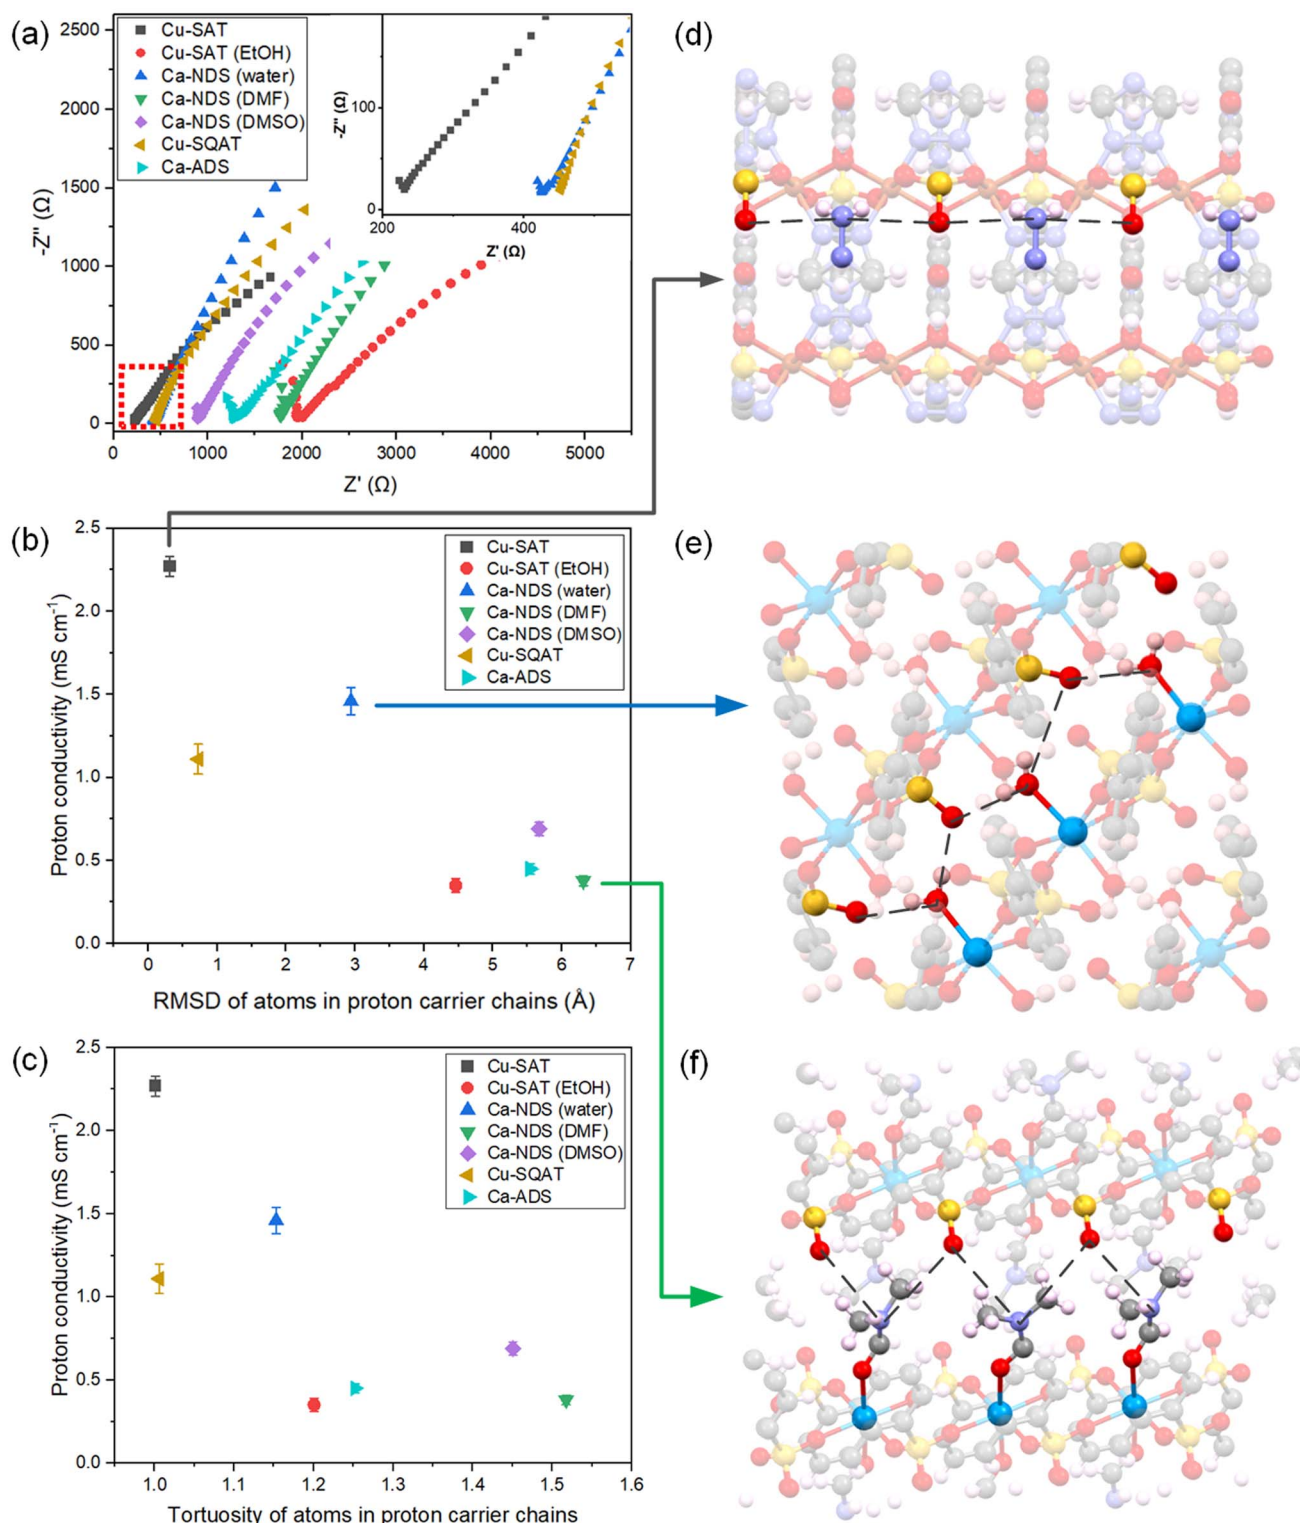 (a)
Cu-SAT
Cu-SAT (EtOH)
Ca-NDS (water)
Ca-NDS (DMF)
Ca-NDS (DMSO)
Cu-SQAT
Ca-ADS
-Z'' (Ω)
2500
2000
1500
1000
500
0
0 1000 2000 3000 4000 5000
Z' (Ω)
-Z'' (Ω)
100
0
200 400
Z' (Ω)
(b)
Proton conductivity (mS cm⁻¹)
2.5
2.0
1.5
1.0
0.5
0.0
Cu-SAT
Cu-SAT (EtOH)
Ca-NDS (water)
Ca-NDS (DMF)
Ca-NDS (DMSO)
Cu-SQAT
Ca-ADS
0 1 2 3 4 5 6 7
RMSD of atoms in proton carrier chains (Å)
(c)
Proton conductivity (mS cm⁻¹)
2.5
2.0
1.5
1.0
0.5
0.0
Cu-SAT
Cu-SAT (EtOH)
Ca-NDS (water)
Ca-NDS (DMF)
Ca-NDS (DMSO)
Cu-SQAT
Ca-ADS
1.0 1.1 1.2 1.3 1.4 1.5 1.6
Tortuosity of atoms in proton carrier chains
(d)
(e)
(f)